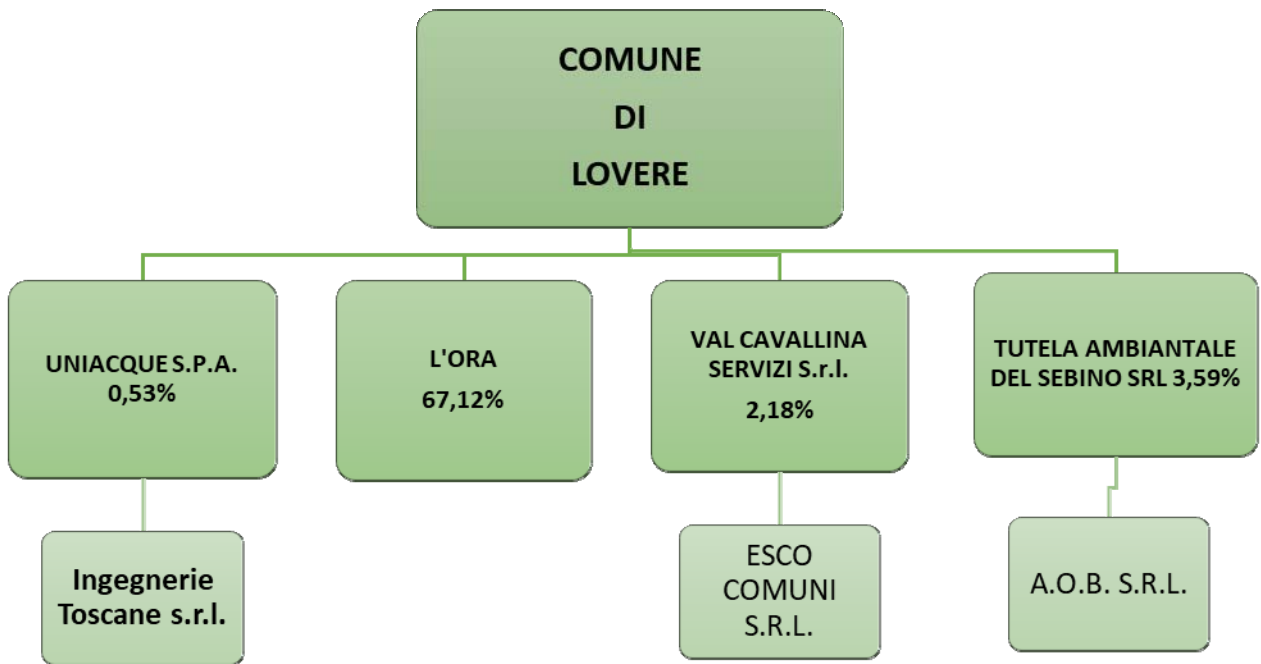 COMUNE
DI
LOVERE
UNIACQUE S.P.A.
0,53%
L'ORA
67,12%
VAL CAVALLINA
SERVIZI S.r.l.
2,18%
TUTELA AMBIANTALE
DEL SEBINO SRL 3,59%
Ingegnerie
Toscane s.r.l.
ESCO
COMUNI
S.R.L.
A.O.B. S.R.L.